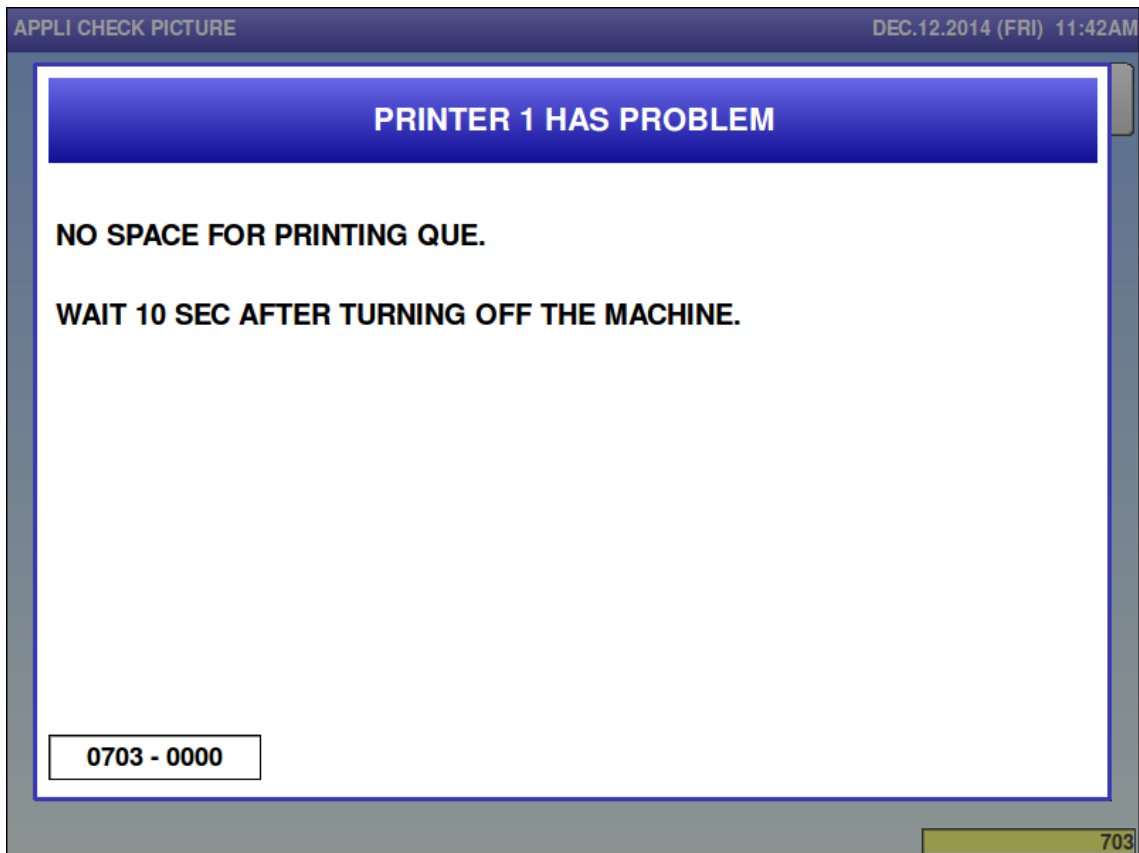 APPLI CHECK PICTURE DEC.12.2014 (FRI) 11:42AM
PRINTER 1 HAS PROBLEM
NO SPACE FOR PRINTING QUE.
WAIT 10 SEC AFTER TURNING OFF THE MACHINE.
0703 - 0000
703